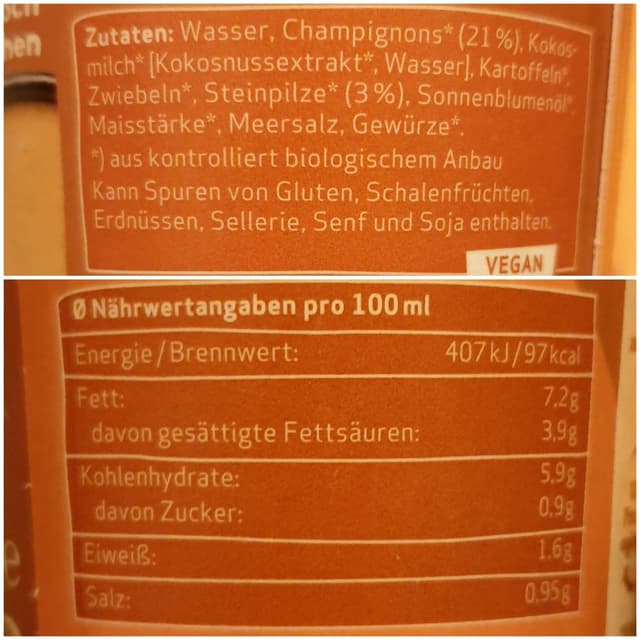 hen
Zutaten: Wasser, Champignons* (21%), Kokos-
milch* [Kokosnussextrakt*, Wasser], Kartoffeln*,
Zwiebeln*, Steinpilze* (3%), Sonnenblumenöl*,
Maisstärke*, Meersalz, Gewürze*.
*) aus kontrolliert biologischem Anbau
Kann Spuren von Gluten, Schalenfrüchten,
Erdnüssen, Sellerie, Senf und Soja enthalten.
VEGAN
Ø Nährwertangaben pro 100 ml
Energie/Brennwert: 407 kJ/97 kcal
Fett: 7,2g
davon gesättigte Fettsäuren: 3,9g
Kohlenhydrate: 5,9g
davon Zucker: 0,9g
Eiweiß: 1,6g
Salz: 0,95g